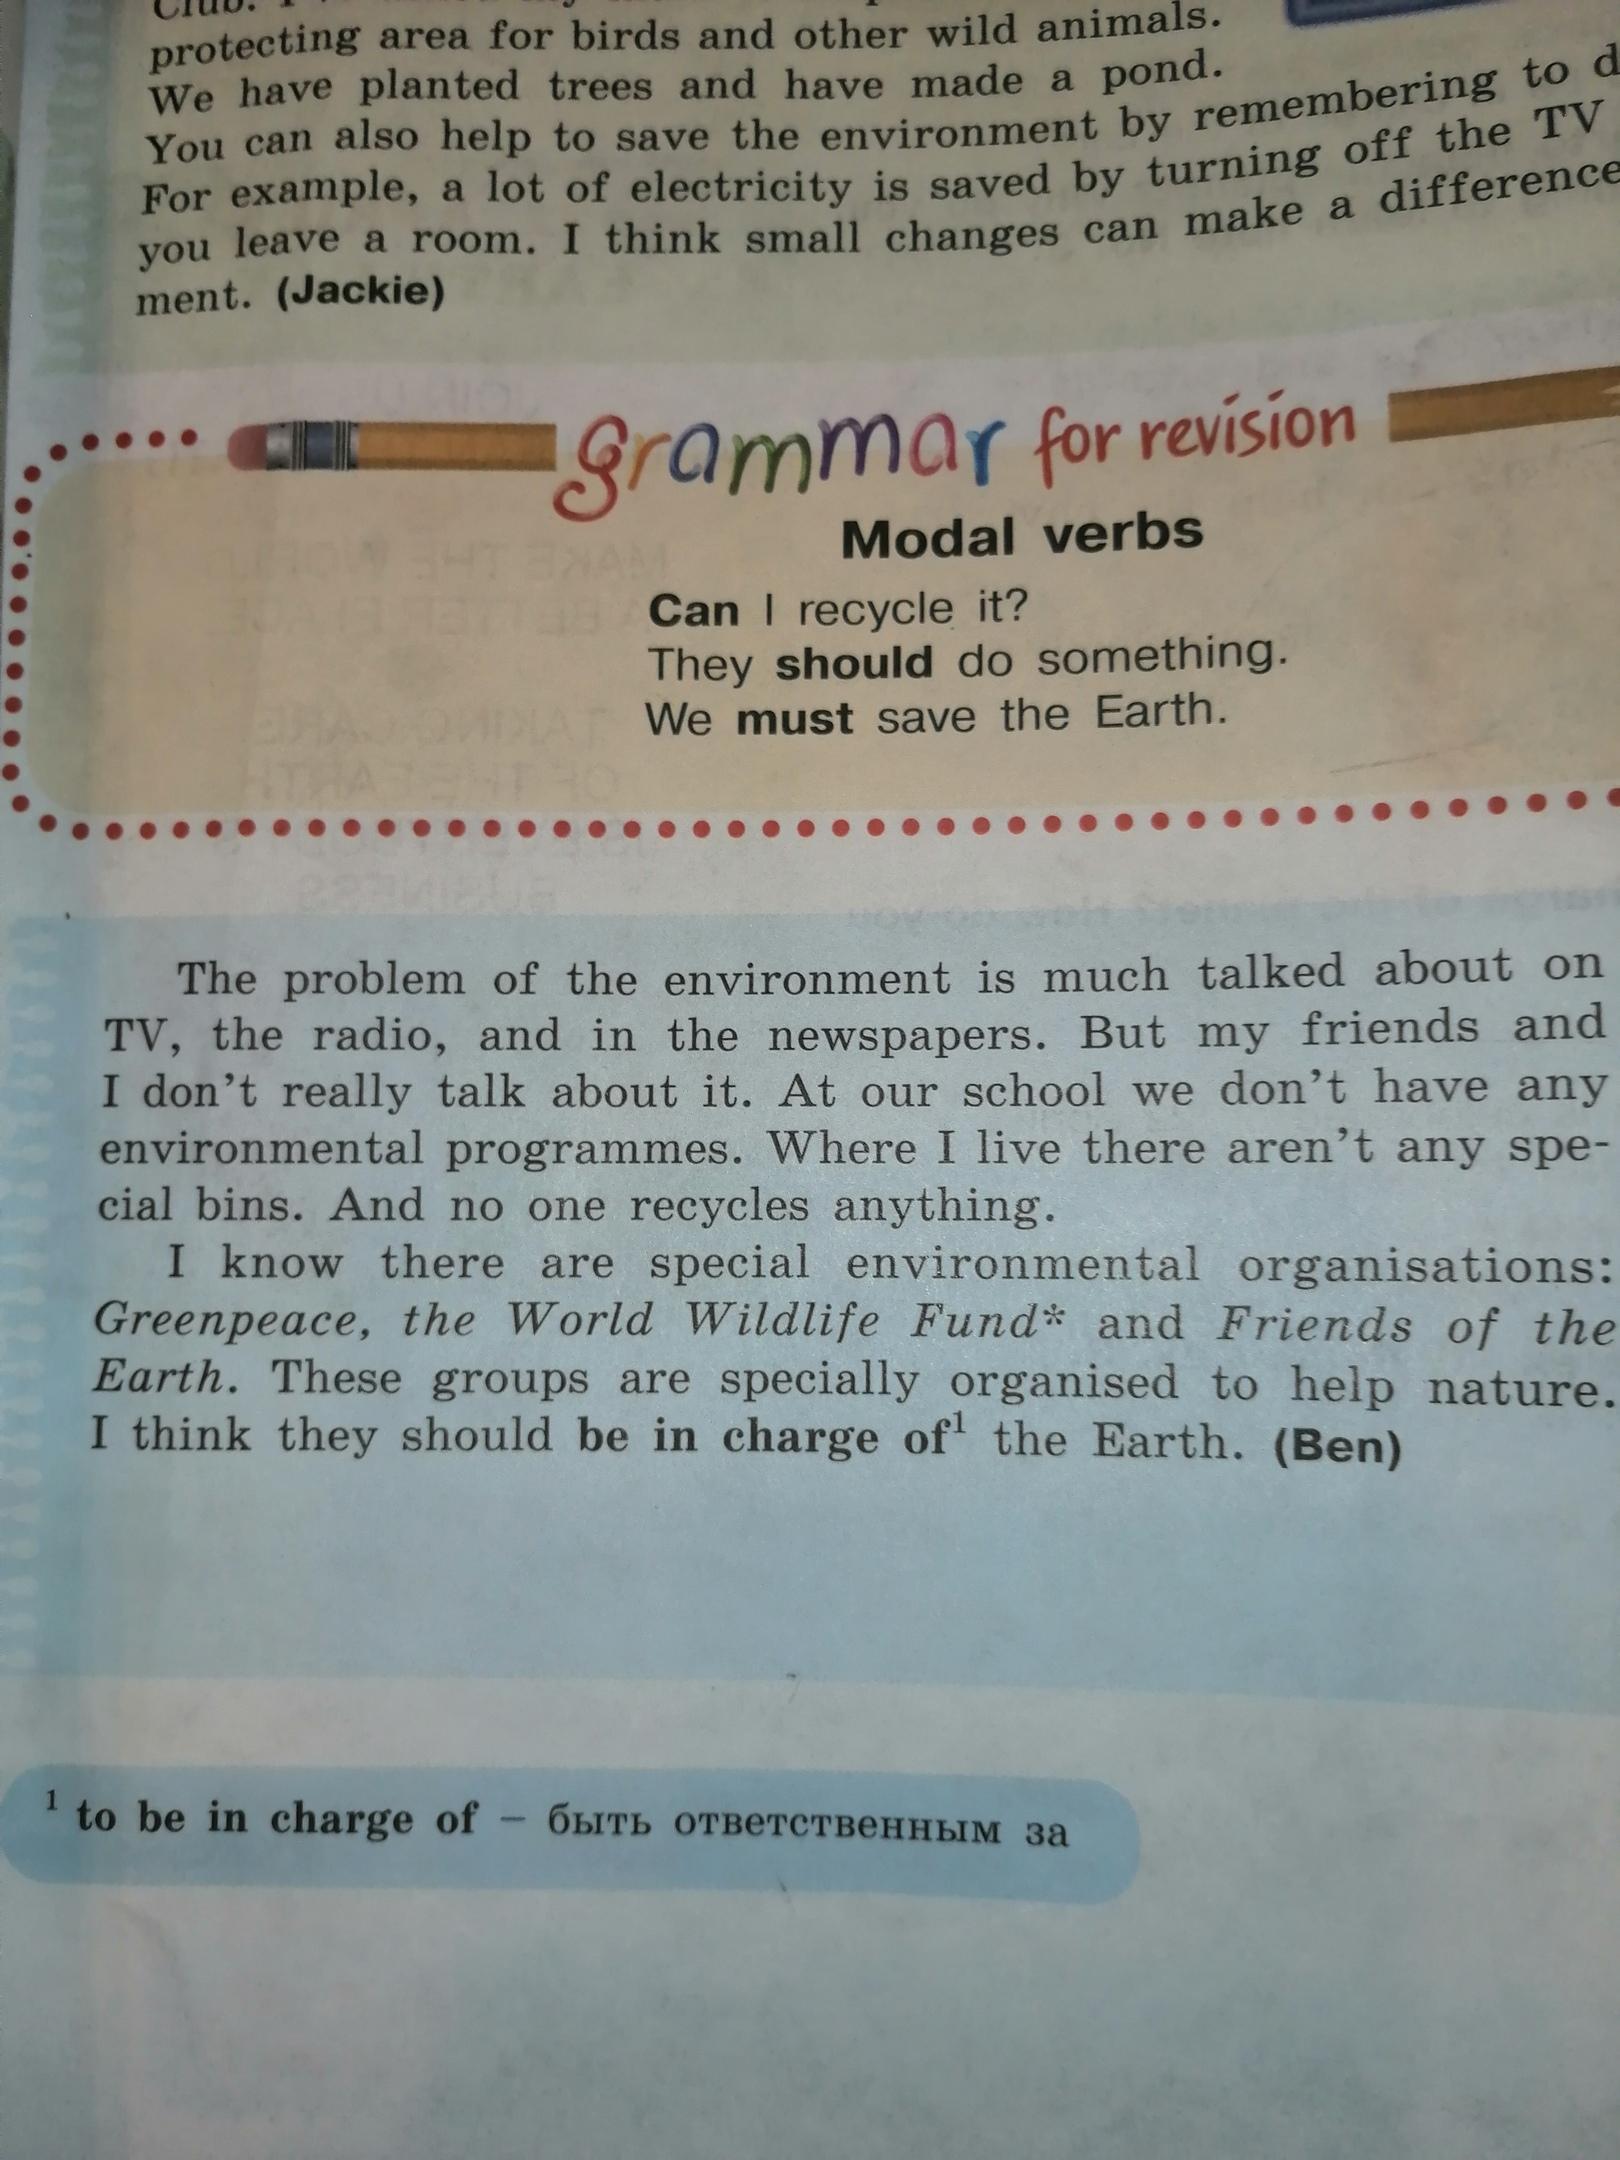 protecting area for birds and other wild animals.
We have planted trees and have made a pond.
You can also help to save the environment by remembering to
For example, a lot of electricity is saved by turning off the TV
you leave a room. I think small changes can make a difference
ment. (Jackie)
grammar for revision
Modal verbs
Can I recycle it?
They should do something.
We must save the Earth.
The problem of the environment is much talked about on
TV, the radio, and in the newspapers. But my friends and
I don't really talk about it. At our school we don't have any
environmental programmes. Where I live there aren't any spe-
cial bins. And no one recycles anything.
I know there are special environmental organisations:
Greenpeace, the World Wildlife Fund* and Friends of the
Earth. These groups are specially organised to help nature.
I think they should be in charge of¹ the Earth. (Ben)
¹ to be in charge of – быть ответственным за